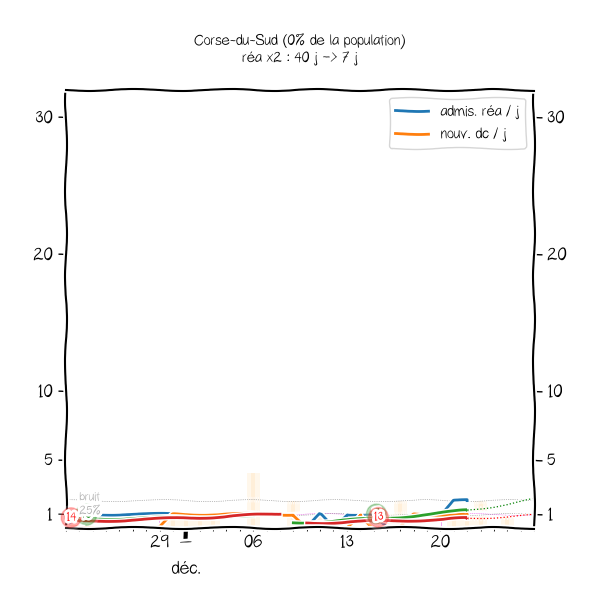 Corse-du-Sud (0% de la population)
réa x2 : 40 j -> 7 j
admis. réa / j
nouv. dc / j
30 30
20 20
10 10
5 5
bruit
25%
1 14 13 1
29 06 13 20
déc.